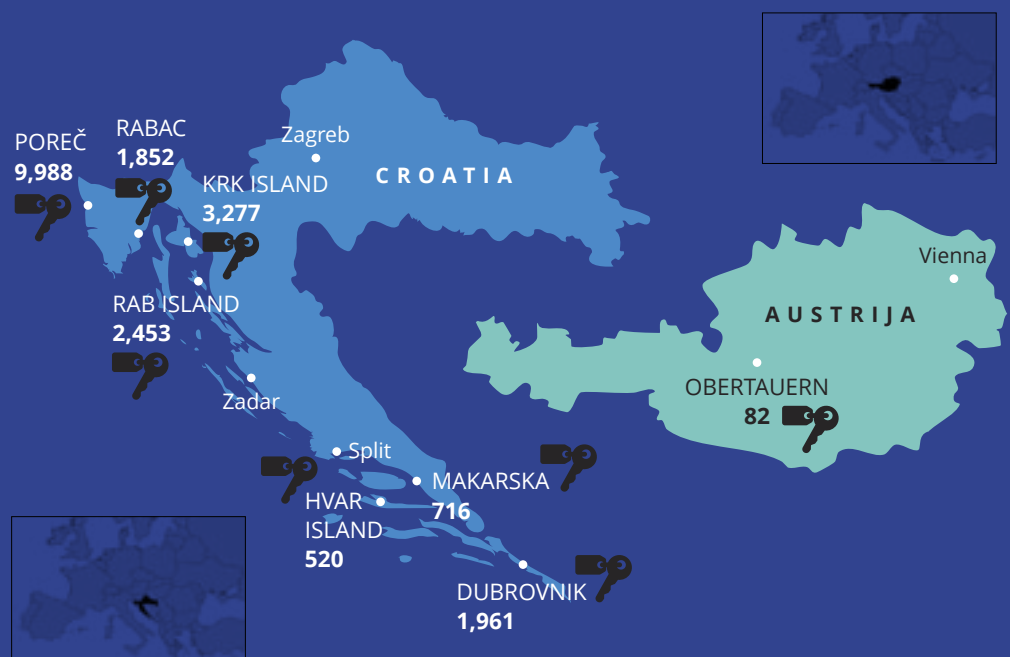 Zagreb
CROATIA
POREČ
9,988
RABAC
1,852
KRK ISLAND
3,277
RAB ISLAND
2,453
Zadar
Split
MAKARSKA
716
HVAR
ISLAND
520
DUBROVNIK
1,961
Vienna
AUSTRIJA
OBERTAUERN
82